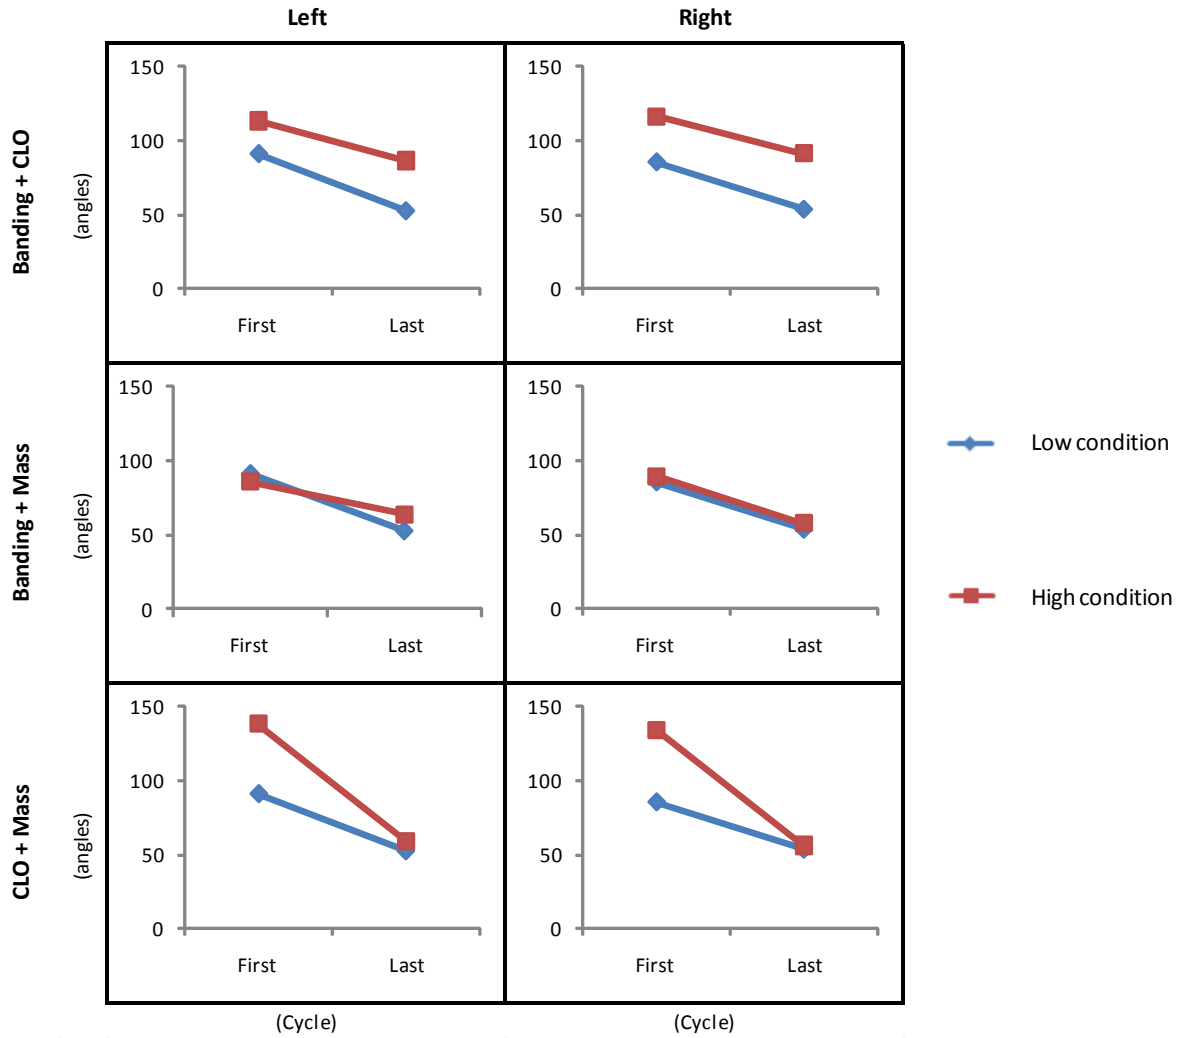 Left
Right
Banding + CLO
(angles)
150
100
50
0
First
Last
150
100
50
0
First
Last
Banding + Mass
(angles)
150
100
50
0
First
Last
150
100
50
0
First
Last
Low condition
High condition
CLO + Mass
(angles)
150
100
50
0
First
Last
150
100
50
0
First
Last
(Cycle)
(Cycle)